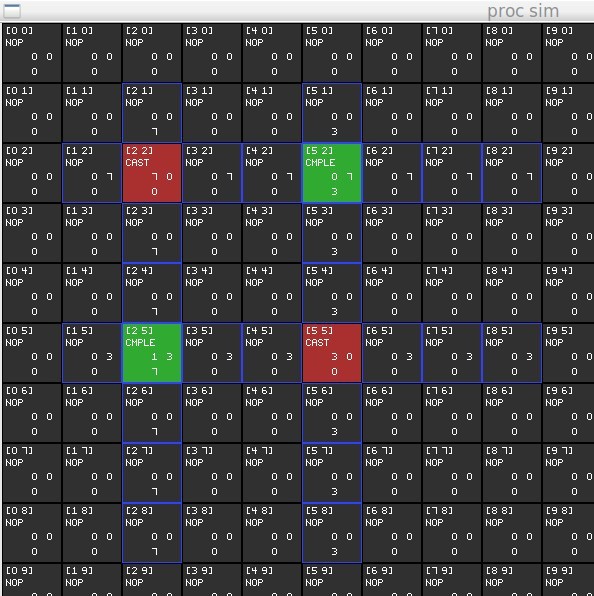 proc sim
[0 0] [1 0] [2 0] [3 0] [4 0] [5 0] [6 0] [7 0] [8 0] [9 0]
NOP NOP NOP NOP NOP NOP NOP NOP NOP NOP
0 0 0 0 0 0 0 0 0 0 0 0 0 0 0 0 0 0 0 0
0 0 0 0 0 0 0 0 0 0
[0 1] [1 1] [2 1] [3 1] [4 1] [5 1] [6 1] [7 1] [8 1] [9 1]
NOP NOP NOP NOP NOP NOP NOP NOP NOP NOP
0 0 0 0 0 0 0 0 0 0 0 0 0 0 0 0 0 0 0 0
0 0 7 0 0 3 0 0 0 0
[0 2] [1 2] [2 2] [3 2] [4 2] [5 2] [6 2] [7 2] [8 2] [9 2]
NOP NOP CAST NOP NOP CMPLE NOP NOP NOP NOP
0 0 0 7 7 0 0 7 0 7 0 7 0 7 0 7 0 7 0 0
0 0 0 0 0 3 0 0 0 0
[0 3] [1 3] [2 3] [3 3] [4 3] [5 3] [6 3] [7 3] [8 3] [9 3]
NOP NOP NOP NOP NOP NOP NOP NOP NOP NOP
0 0 0 0 0 0 0 0 0 0 0 0 0 0 0 0 0 0 0 0
0 0 7 0 0 3 0 0 0 0
[0 4] [1 4] [2 4] [3 4] [4 4] [5 4] [6 4] [7 4] [8 4] [9 4]
NOP NOP NOP NOP NOP NOP NOP NOP NOP NOP
0 0 0 0 0 0 0 0 0 0 0 0 0 0 0 0 0 0 0 0
0 0 7 0 0 3 0 0 0 0
[0 5] [1 5] [2 5] [3 5] [4 5] [5 5] [6 5] [7 5] [8 5] [9 5]
NOP NOP CMPLE NOP NOP CAST NOP NOP NOP NOP
0 0 0 3 1 3 0 3 0 3 3 0 0 3 0 3 0 3 0 0
0 0 7 0 0 0 0 0 0 0
[0 6] [1 6] [2 6] [3 6] [4 6] [5 6] [6 6] [7 6] [8 6] [9 6]
NOP NOP NOP NOP NOP NOP NOP NOP NOP NOP
0 0 0 0 0 0 0 0 0 0 0 0 0 0 0 0 0 0 0 0
0 0 7 0 0 3 0 0 0 0
[0 7] [1 7] [2 7] [3 7] [4 7] [5 7] [6 7] [7 7] [8 7] [9 7]
NOP NOP NOP NOP NOP NOP NOP NOP NOP NOP
0 0 0 0 0 0 0 0 0 0 0 0 0 0 0 0 0 0 0 0
0 0 7 0 0 3 0 0 0 0
[0 8] [1 8] [2 8] [3 8] [4 8] [5 8] [6 8] [7 8] [8 8] [9 8]
NOP NOP NOP NOP NOP NOP NOP NOP NOP NOP
0 0 0 0 0 0 0 0 0 0 0 0 0 0 0 0 0 0 0 0
0 0 7 0 0 3 0 0 0 0
[0 9] [1 9] [2 9] [3 9] [4 9] [5 9] [6 9] [7 9] [8 9] [9 9]
NOP NOP NOP NOP NOP NOP NOP NOP NOP NOP